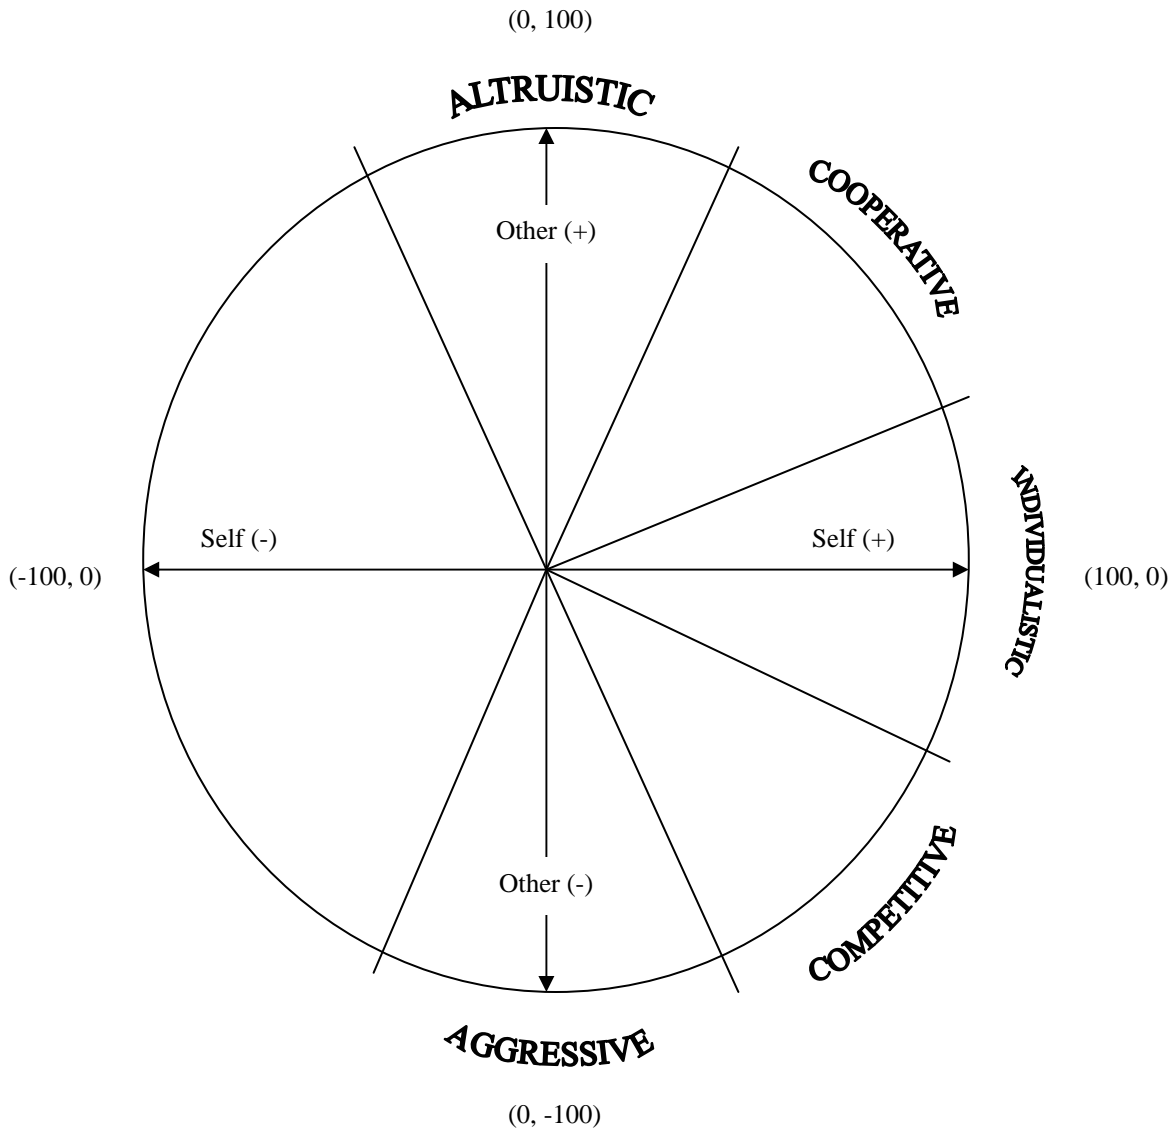 (0, 100)
ALTRUISTIC
COOPERATIVE
Other (+)
INDIVIDUALISTIC
Self (-)
Self (+)
(-100, 0)
(100, 0)
COMPETITIVE
Other (-)
AGGRESSIVE
(0, -100)